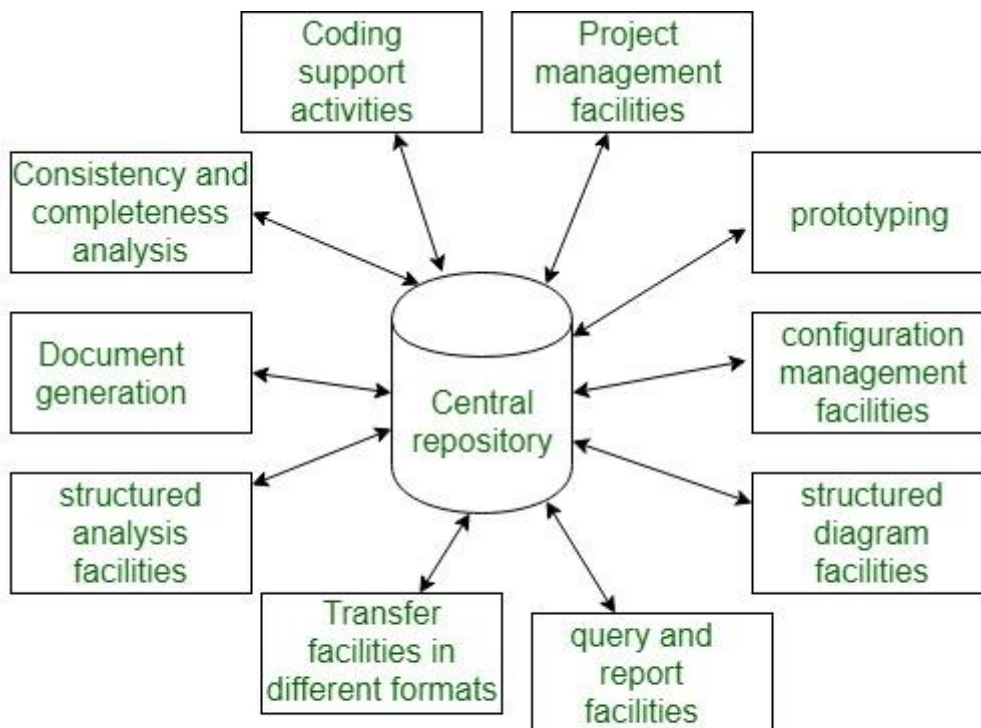 Coding
support
activities
Project
management
facilities
Consistency and
completeness
analysis
prototyping
Document
generation
Central
repository
configuration
management
facilities
structured
analysis
facilities
structured
diagram
facilities
Transfer
facilities in
different formats
query and
report
facilities